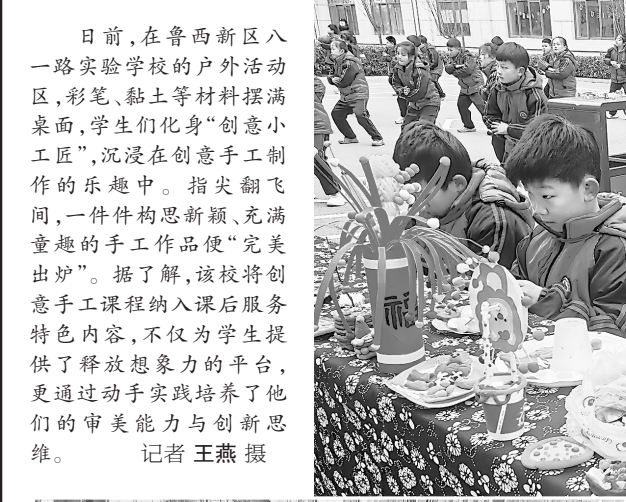 日前，在鲁西新区八
一路实验学校的户外活动
区，彩笔、黏土等材料摆满
桌面，学生们化身“创意小
工匠”，沉浸在创意手工制
作的乐趣中。指尖翻飞
间，一件件构思新颖、充满
童趣的手工作品便“完美
出炉”。据了解，该校将创
意手工课程纳入课后服务
特色内容，不仅为学生提
供了释放想象力的平台，
更通过动手实践培养了他
们的审美能力与创新思
维。 记者 王燕 摄
福